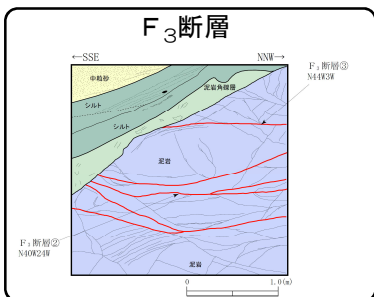 F₃断層
←SSE NNW→
中粒砂
シルト
泥岩角礫層
F₃断層③
N44W3W
シルト
泥岩
F₃断層②
N40W24W
泥岩
0 1.0(m)